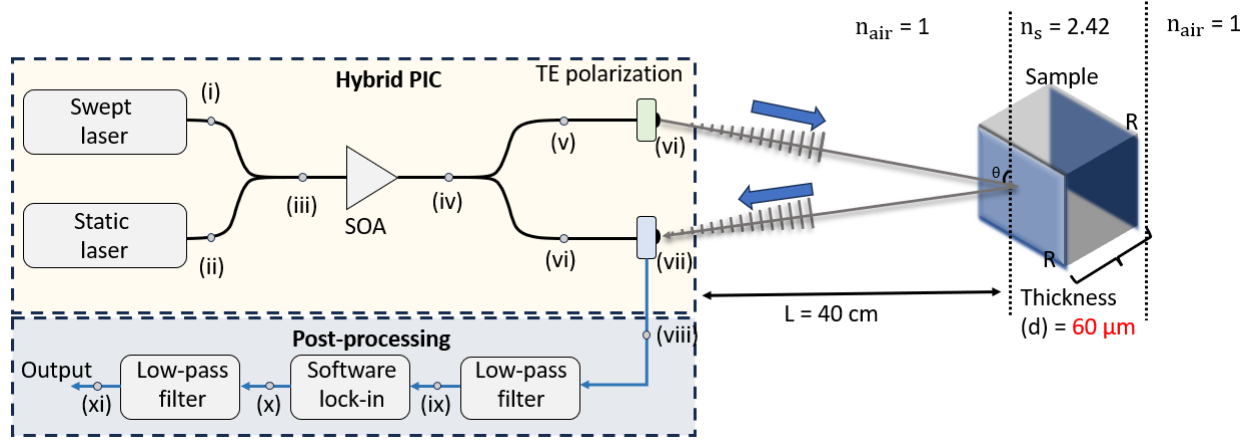 n_air = 1
n_s = 2.42
n_air = 1
Hybrid PIC
TE polarization
Sample
Swept
laser
(i)
(v)
(vi)
R
θ
(iii)
SOA
(iv)
Static
laser
(ii)
(vi)
(vii)
R
L = 40 cm
Thickness
(d) = 60 μm
Post-processing
(viii)
Output
(xi)
Low-pass
filter
(x)
Software
lock-in
(ix)
Low-pass
filter